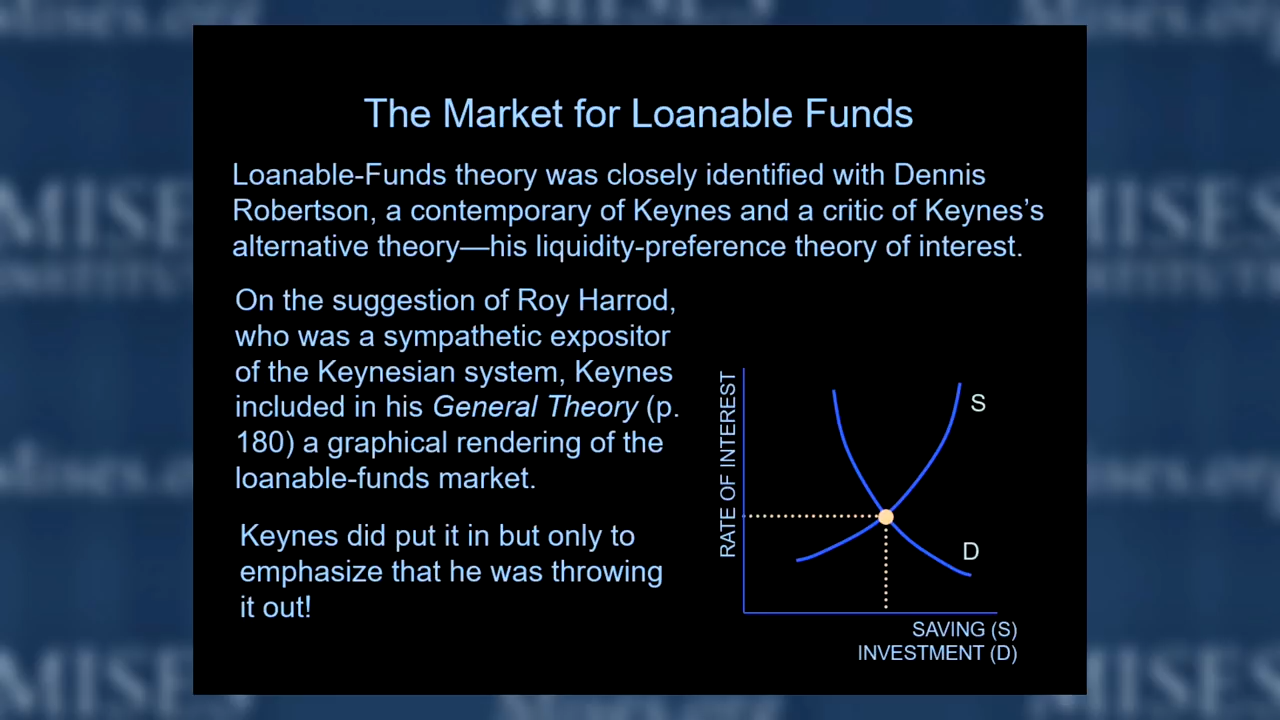 The Market for Loanable Funds
Loanable-Funds theory was closely identified with Dennis
Robertson, a contemporary of Keynes and a critic of Keynes’s
alternative theory—his liquidity-preference theory of interest.
On the suggestion of Roy Harrod,
who was a sympathetic expositor
of the Keynesian system, Keynes
included in his General Theory (p.
180) a graphical rendering of the
loanable-funds market.
Keynes did put it in but only to
emphasize that he was throwing
it out!
RATE OF INTEREST
S
D
SAVING (S)
INVESTMENT (D)
Mises.org
MISES
INSTITUTE